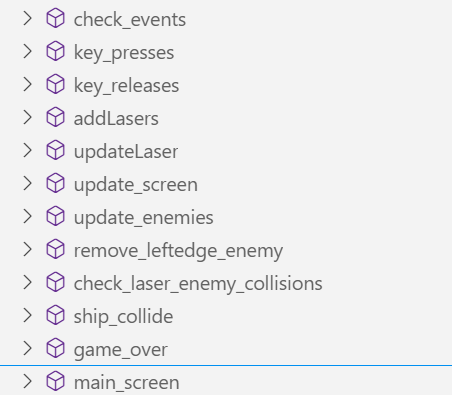 check_events
key_presses
key_releases
addLasers
updateLaser
update_screen
update_enemies
remove_leftedge_enemy
check_laser_enemy_collisions
ship_collide
game_over
main_screen